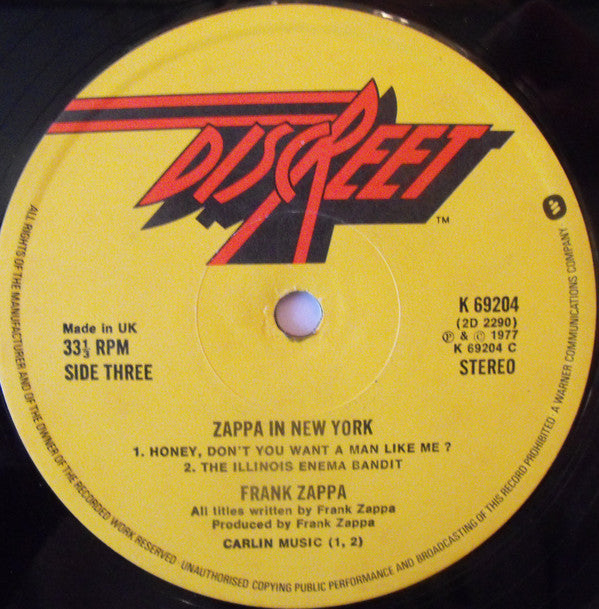 DISCREET
TM
Made in UK
33⅓ RPM
SIDE THREE
K 69204
(2D 2290)
℗ & © 1977
K 69204 C
STEREO
ZAPPA IN NEW YORK
1. HONEY, DON'T YOU WANT A MAN LIKE ME ?
2. THE ILLINOIS ENEMA BANDIT
FRANK ZAPPA
All titles written by Frank Zappa
Produced by Frank Zappa
CARLIN MUSIC (1, 2)
ALL RIGHTS OF THE MANUFACTURER AND OF THE OWNER OF THE RECORDED WORK RESERVED · UNAUTHORISED COPYING PUBLIC PERFORMANCE AND BROADCASTING OF THIS RECORD PROHIBITED · A WARNER COMMUNICATIONS COMPANY